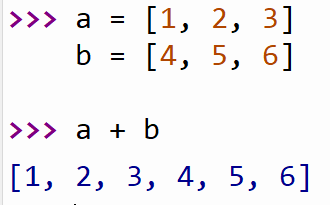 >>> a = [1, 2, 3]
b = [4, 5, 6]
>>> a + b
[1, 2, 3, 4, 5, 6]